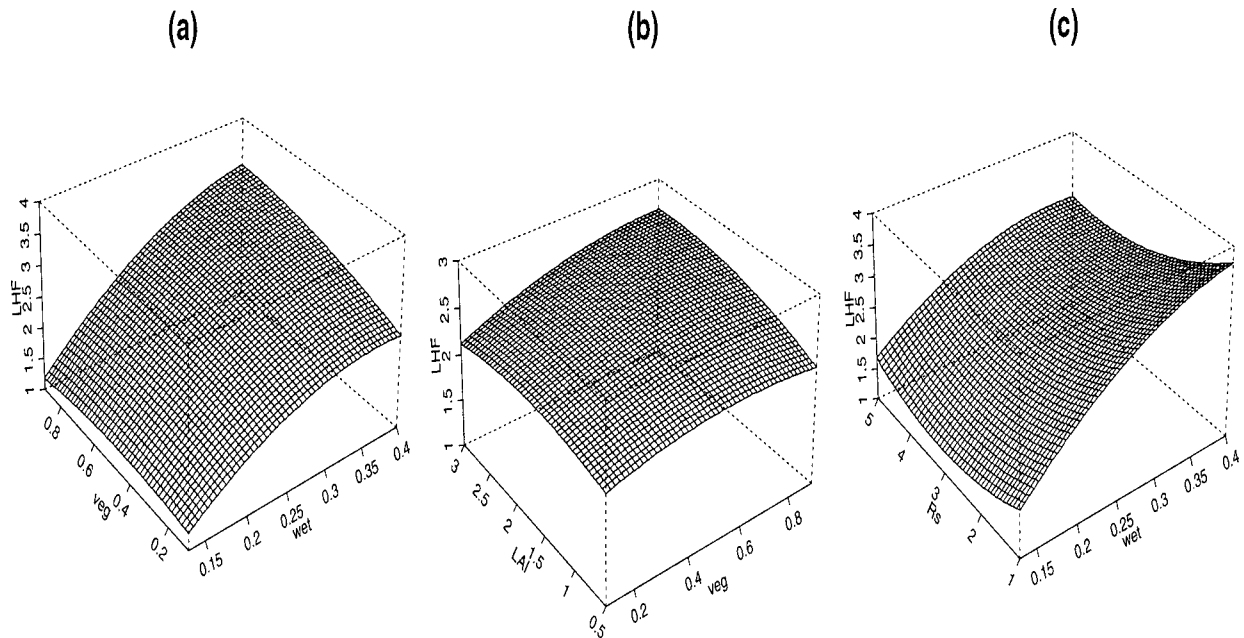 (a)
(b)
(c)
LHF
1 1.5 2 2.5 3 3.5 4
0.8 0.6 0.4 0.2
veg
0.15 0.2 0.25 0.3 0.35 0.4
wet
LHF
1 1.5 2 2.5 3
3 2.5 2 1.5 1 0.5
LAI
0.2 0.4 0.6 0.8
veg
LHF
1 1.5 2 2.5 3 3.5 4
5 4 3 2 1
Rs
0.15 0.2 0.25 0.3 0.35 0.4
wet